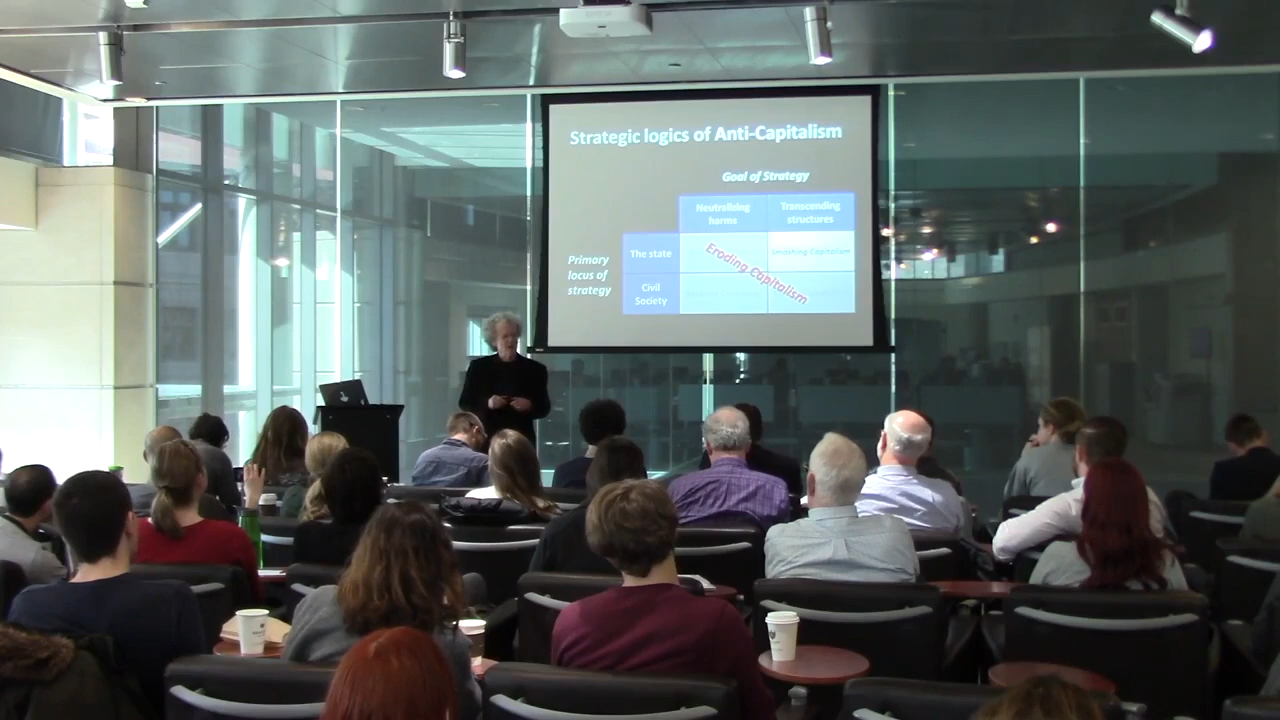 Strategic logics of Anti-Capitalism
Goal of Strategy
Neutralizing
harms
Transcending
structures
Primary
locus of
strategy
The state
Smashing Capitalism
Eroding Capitalism
Civil
Society